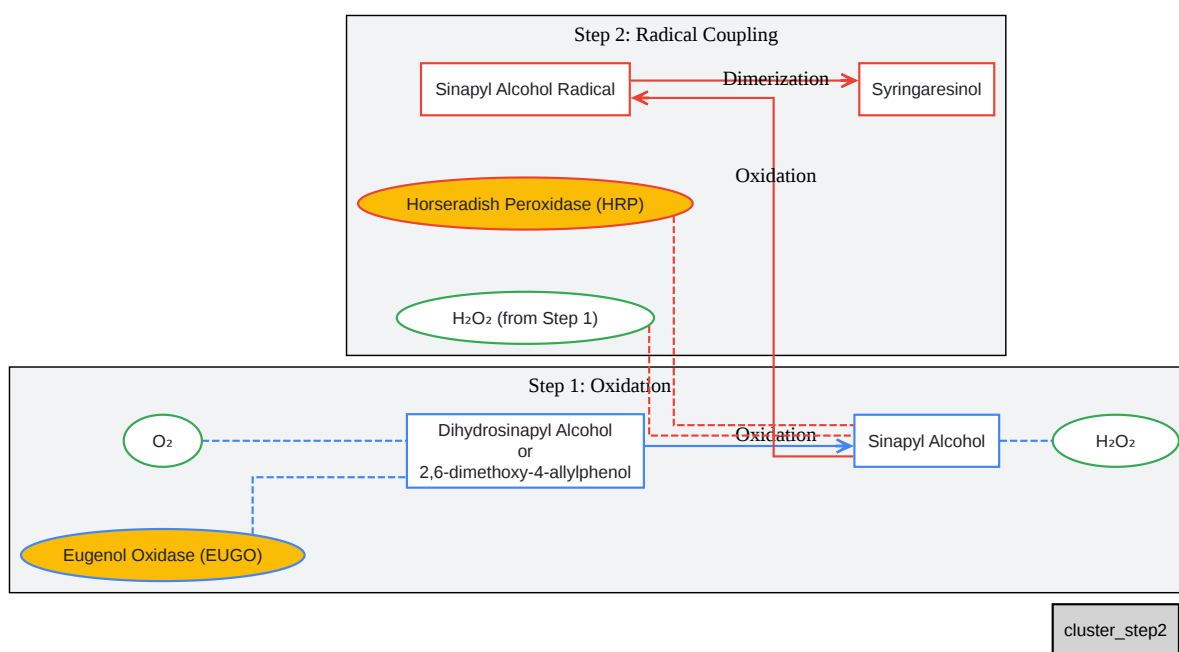 Step 2: Radical Coupling
Sinapyl Alcohol Radical
Dimerization
Syringaresinol
Oxidation
Horseradish Peroxidase (HRP)
H₂O₂ (from Step 1)
Step 1: Oxidation
O₂
Dihydrosinapyl Alcohol
or
2,6-dimethoxy-4-allylphenol
Oxidation
Sinapyl Alcohol
H₂O₂
Eugenol Oxidase (EUGO)
cluster_step2